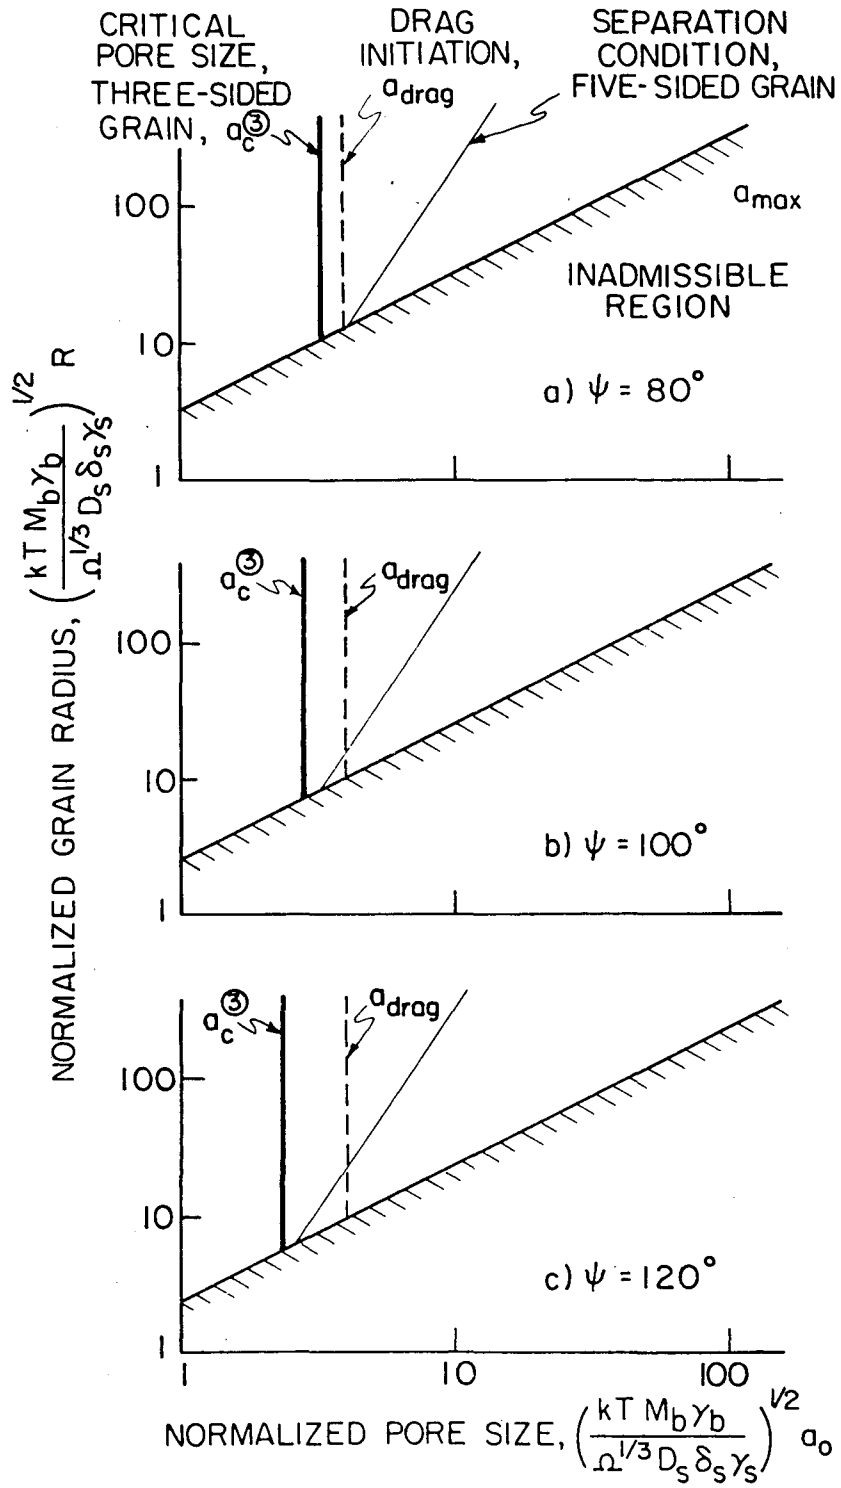 CRITICAL
PORE SIZE,
THREE-SIDED
GRAIN, a_c^③
DRAG
INITIATION,
a_drag
SEPARATION
CONDITION,
FIVE-SIDED GRAIN
100
10
1
a_max
INADMISSIBLE
REGION
a) ψ = 80°
a_c^③
a_drag
100
10
1
b) ψ = 100°
a_c^③
a_drag
100
10
1
c) ψ = 120°
1
10
100
NORMALIZED GRAIN RADIUS, (kT M_b γ_b / Ω^1/3 D_s δ_s γ_s)^1/2 R
NORMALIZED PORE SIZE, (kT M_b γ_b / Ω^1/3 D_s δ_s γ_s)^1/2 a_o